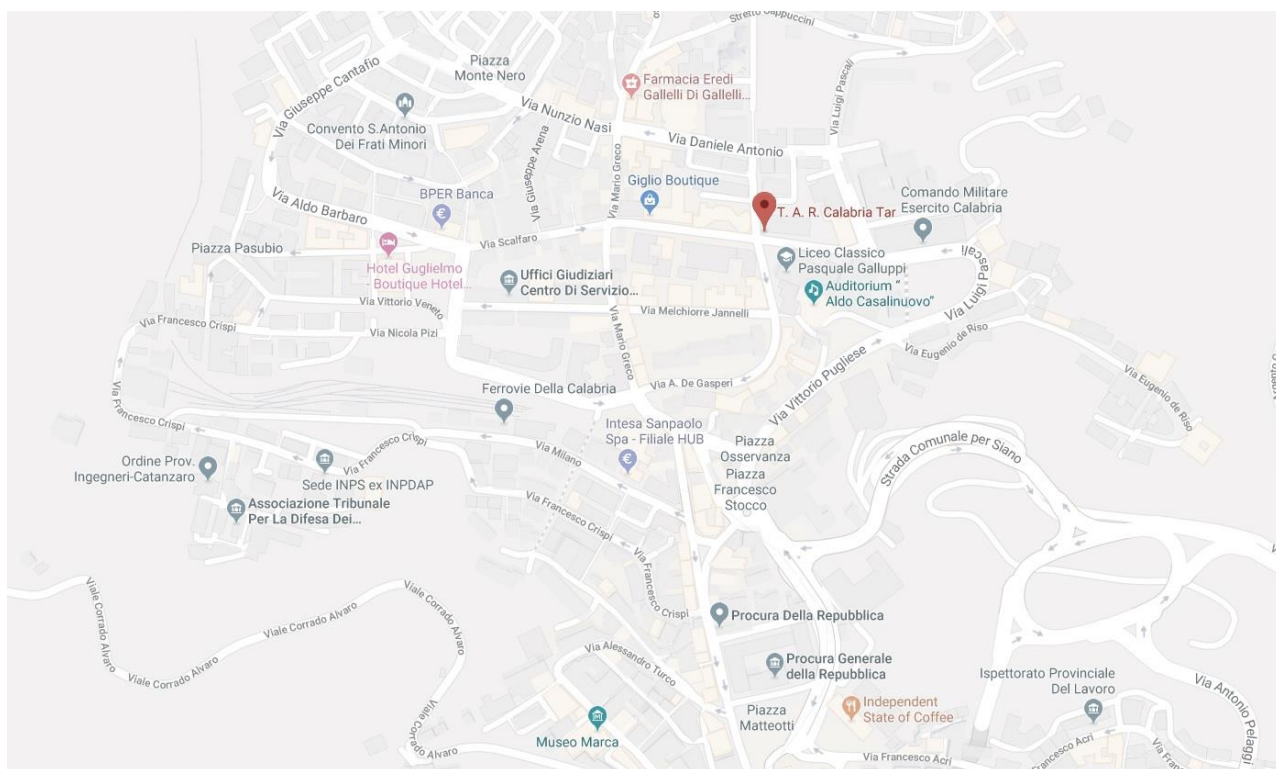 Stretto Cappuccini
Piazza
Monte Nero
Via Giuseppe Cantafio
Farmacia Eredi
Gallelli Di Gallelli...
Via Luigi Pascali
Via Nunzio Nasi
Convento S.Antonio
Dei Frati Minori
Via Daniele Antonio
Via Giuseppe Arena
Via Mario Greco
Giglio Boutique
BPER Banca
Comando Militare
Esercito Calabria
T. A. R. Calabria Tar
Via Aldo Barbaro
Via Scalfaro
Piazza Pasubio
Liceo Classico
Pasquale Galluppi
Hotel Guglielmo
Boutique Hotel...
Uffici Giudiziari
Centro Di Servizio...
Auditorium "
Aldo Casalinuovo"
Via Luigi Pascali
Via Vittorio Veneto
Via Melchiorre Jannelli
Via Francesco Crispi
Via Nicola Pizi
Via Mario Greco
Via Eugenio de Riso
Via Vittorio Pugliese
Via Eugenio de Riso
Ferrovie Della Calabria
Via A. De Gasperi
Via Francesco Crispi
Intesa Sanpaolo
Spa - Filiale HUB
Piazza
Osservanza
Piazza
Francesco
Stocco
Strada Comunale per Siano
Via Francesco Crispi
Via Milano
Ordine Prov.
Ingegneri-Catanzaro
Sede INPS ex INPDAP
Associazione Tribunale
Per La Difesa Dei...
Via Francesco Crispi
Via Francesco Crispi
Viale Corrado Alvaro
Viale Corrado Alvaro
Viale Corrado Alvaro
Viale Corrado Alvaro
Viale Corrado Alvaro
Procura Della Repubblica
Via Alessandro Turco
Procura Generale
della Repubblica
Ispettorato Provinciale
Del Lavoro
Via Antonio Pelaggi
Piazza
Matteotti
Independent
State of Coffee
Museo Marca
Viale Corrado Alvaro
Via Francesco Acri
Via Francesco Acri